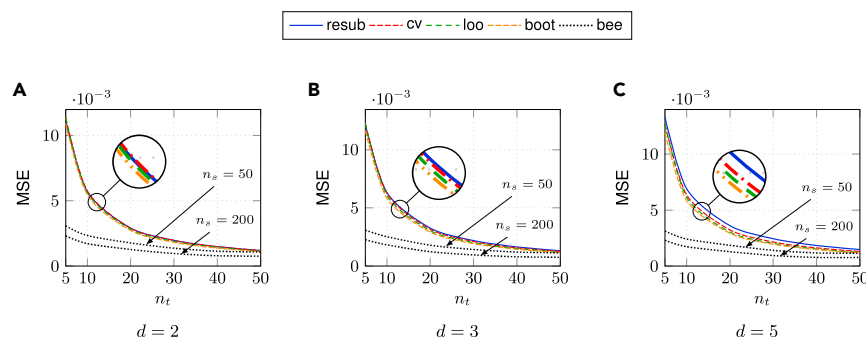 resub cv loo boot bee
A
·10⁻³
MSE
10
5
0
n_s = 50
n_s = 200
5 10 20 30 40 50
n_t
d = 2
B
·10⁻³
MSE
10
5
0
n_s = 50
n_s = 200
5 10 20 30 40 50
n_t
d = 3
C
·10⁻³
MSE
10
5
0
n_s = 50
n_s = 200
5 10 20 30 40 50
n_t
d = 5